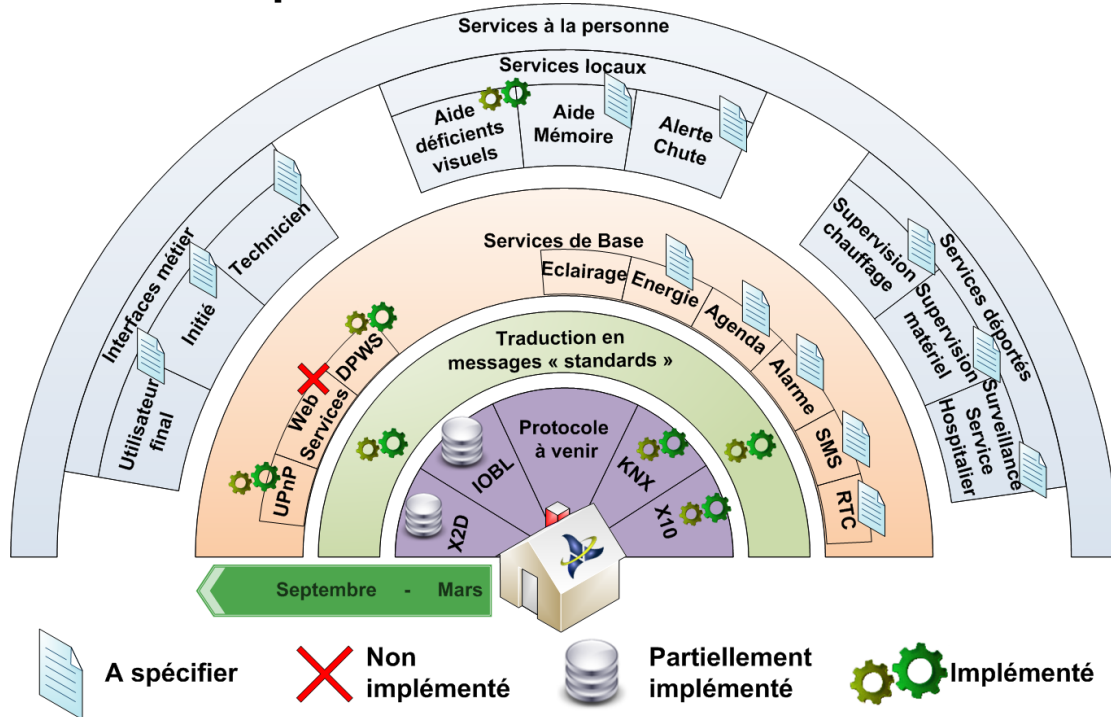 Services à la personne
Services locaux
Aide
déficients
visuels
Aide
Mémoire
Alerte
Chute
Interfaces métier
Technicien
Initié
Utilisateur
final
Services déportés
Supervision
chauffage
Supervision
matériel
Surveillance
Service
Hospitalier
Services de Base
Eclairage
Energie
Agenda
Alarme
SMS
RTC
DPWS
Web
Services
UPnP
Traduction en
messages « standards »
Protocole
à venir
IOBL
X2D
KNX
X10
Septembre - Mars
A spécifier
Non
implémenté
Partiellement
implémenté
Implémenté